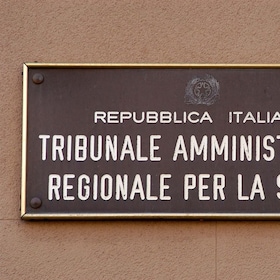 REPUBBLICA ITALIA
TRIBUNALE AMMINIST
REGIONALE PER LA S